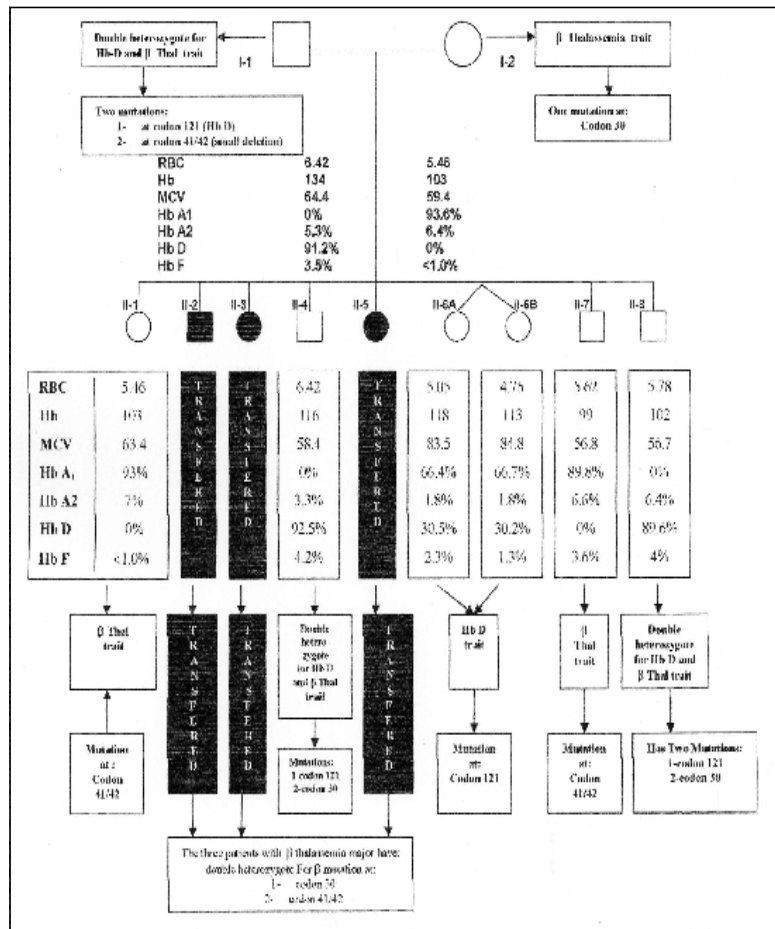 Double heterozygote for
Hb-D and β Thal trait
I-1
I-2
β Thalassemia trait
Two mutations:
1- at codon 121 (Hb D)
2- at codon 41/42 (small deletion)
One mutation at:
Codon 30
RBC 6.42 5.46
Hb 134 103
MCV 64.4 59.4
Hb A1 0% 93.6%
Hb A2 5.3% 6.4%
Hb D 91.2% 0%
Hb F 3.5% <1.0%
II-1 II-2 II-3 II-4 II-5 II-6A II-6B II-7 II-8
RBC 5.46 6.42 5.05 4.75 5.62 5.78
Hb 103 116 118 113 99 102
MCV 63.4 58.4 83.5 84.8 56.8 56.7
Hb A1 93% 0% 66.4% 66.7% 89.8% 0%
Hb A2 7% 3.3% 1.8% 1.8% 6.6% 6.4%
Hb D 0% 92.5% 30.5% 30.2% 0% 89.6%
Hb F <1.0% 4.2% 2.3% 1.3% 3.6% 4%
TRANSFERED
TRANSFERED
TRANSFERED
β Thal
trait
TRANSFERED
TRANSFERED
Double
hetero
zygote
for Hb D
and β Thal
trait
TRANSFERED
Hb D
trait
β
Thal
trait
Double
heterozygote
for Hb D and
β Thal trait
Mutation
at :
Codon
41/42
Mutations:
1-codon 121
2-codon 30
Mutation
at:
Codon 121
Mutation
at:
Codon
41/42
Has Two Mutations:
1-codon 121
2-codon 30
The three patients with β thalassemia major have:
double heterozygote For β mutation at:
1- codon 30
2- codon 41/42